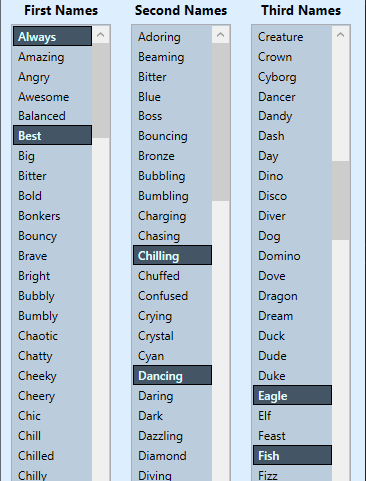 First Names
Always
Amazing
Angry
Awesome
Balanced
Best
Big
Bitter
Bold
Bonkers
Bouncy
Brave
Bright
Bubbly
Bumbly
Chaotic
Chatty
Cheeky
Cheery
Chic
Chill
Chilled
Chilly
Second Names
Adoring
Beaming
Bitter
Blue
Boss
Bouncing
Bronze
Bubbling
Bumbling
Charging
Chasing
Chilling
Chuffed
Confused
Crying
Crystal
Cyan
Dancing
Daring
Dark
Dazzling
Diamond
Diving
Third Names
Creature
Crown
Cyborg
Dancer
Dandy
Dash
Day
Dino
Disco
Diver
Dog
Domino
Dove
Dragon
Dream
Duck
Dude
Duke
Eagle
Elf
Feast
Fish
Fizz